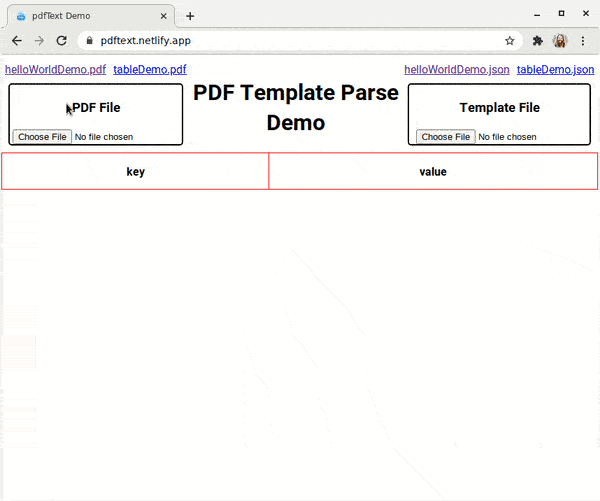 pdfText Demo
pdftext.netlify.app
helloWorldDemo.pdf tableDemo.pdf
helloWorldDemo.json tableDemo.json
PDF File
Choose File No file chosen
PDF Template Parse
Demo
Template File
Choose File No file chosen
key value